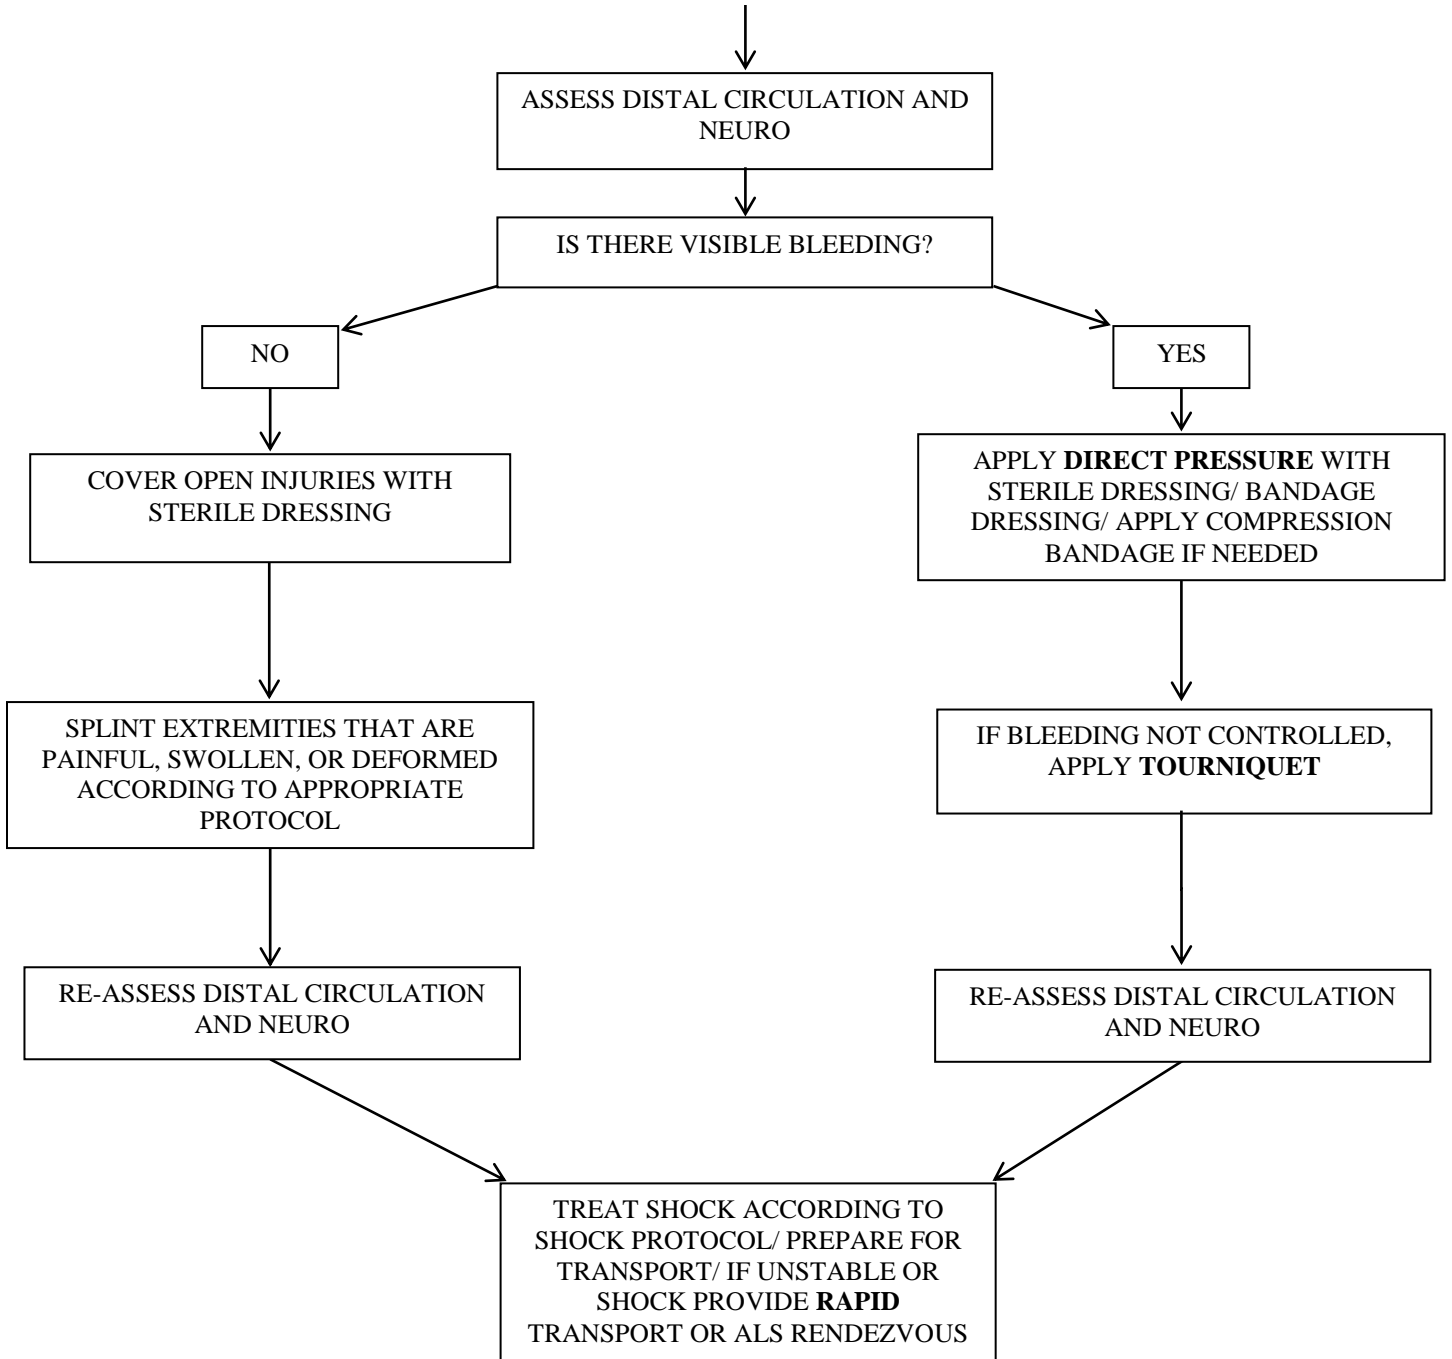 ASSESS DISTAL CIRCULATION AND
NEURO
IS THERE VISIBLE BLEEDING?
NO
YES
COVER OPEN INJURIES WITH
STERILE DRESSING
APPLY DIRECT PRESSURE WITH
STERILE DRESSING/ BANDAGE
DRESSING/ APPLY COMPRESSION
BANDAGE IF NEEDED
SPLINT EXTREMITIES THAT ARE
PAINFUL, SWOLLEN, OR DEFORMED
ACCORDING TO APPROPRIATE
PROTOCOL
IF BLEEDING NOT CONTROLLED,
APPLY TOURNIQUET
RE-ASSESS DISTAL CIRCULATION
AND NEURO
RE-ASSESS DISTAL CIRCULATION
AND NEURO
TREAT SHOCK ACCORDING TO
SHOCK PROTOCOL/ PREPARE FOR
TRANSPORT/ IF UNSTABLE OR
SHOCK PROVIDE RAPID
TRANSPORT OR ALS RENDEZVOUS